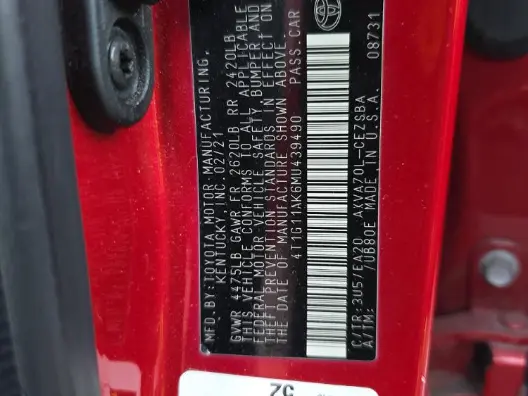 MFD.BY:TOYOTA MOTOR MANUFACTURING,
KENTUCKY, INC. 02/21
GVWR 4475LB GAWR FR 2620LB RR 2420LB
THIS VEHICLE CONFORMS TO ALL APPLICABLE
FEDERAL MOTOR VEHICLE SAFETY BUMPER AND
THEFT PREVENTION STANDARDS IN EFFECT ON
THE DATE OF MANUFACTURE SHOWN ABOVE.
4T1G11AK6MU439490 PASS.CAR
C/TR:3U5/EA20 AXVA70L-CEZSBA
A/TM: /UB80E MADE IN U.S.A. 08731